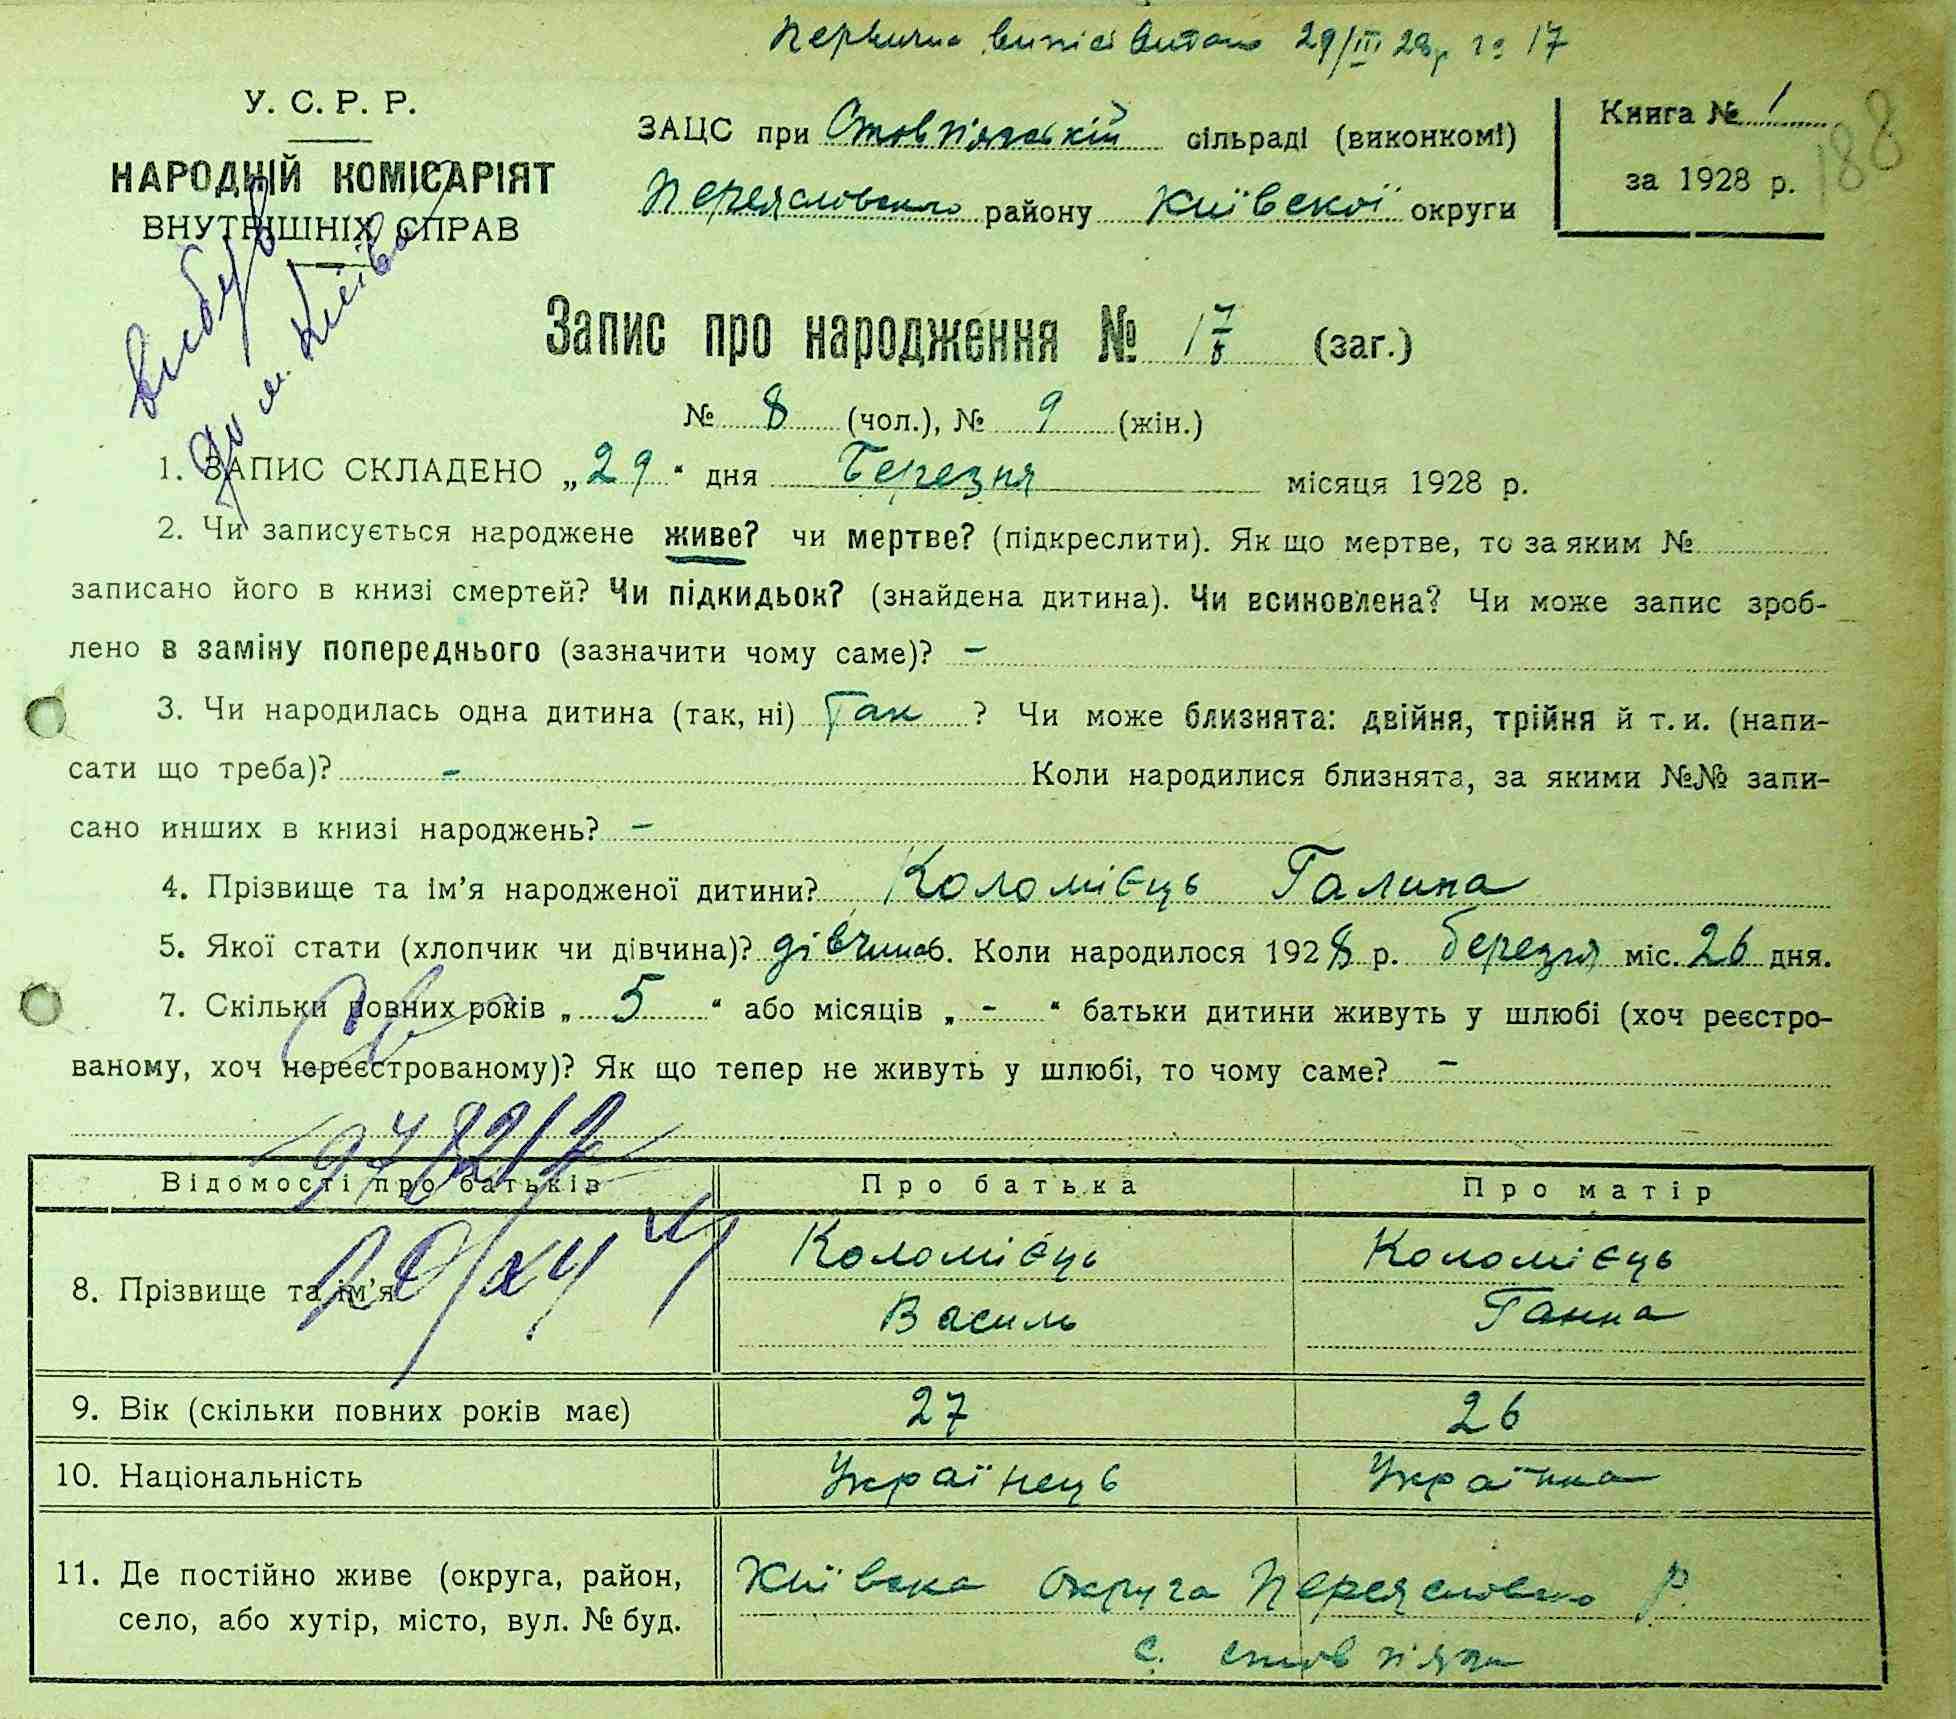 29/III 28р № 17
У. С. Р. Р.
НАРОДНІЙ КОМІСАРІЯТ
ВНУТРІШНІХ СПРАВ
ЗАЦС при Стовп'язькій сільраді (виконкомі)
Переяславського району Київської округи
Книга № 1
за 1928 р.
188
вибув
до м. Київа
Запис про народження № 17/8 (заг.)
№ 8 (чол.), № 9 (жін.)
1. ЗАПИС СКЛАДЕНО „29“ дня Березня місяця 1928 р.
2. Чи записується народжене живе? чи мертве? (підкреслити). Як що мертве, то за яким №
записано його в книзі смертей? Чи підкидьок? (знайдена дитина). Чи всиновлена? Чи може запис зроб-
лено в заміну попереднього (зазначити чому саме)? –
3. Чи народилась одна дитина (так, ні) Так ? Чи може близнята: двійня, трійня й т. и. (напи-
сати що треба)? – Коли народилися близнята, за якими №№ запи-
сано инших в книзі народжень? –
4. Прізвище та ім'я народженої дитини? Коломієць Галина
5. Якої стати (хлопчик чи дівчина)? дівчина 6. Коли народилося 1928 р. березня міс. 26 дня.
7. Скільки повних років „5“ або місяців „-“ батьки дитини живуть у шлюбі (хоч реєстро-
ваному, хоч нереєстрованому)? Як що тепер не живуть у шлюбі, то чому саме? –
Відомості про батьків Про батька Про матір
8. Прізвище та ім'я Коломієць Коломієць
Василь Ганна
9. Вік (скільки повних років має) 27 26
10. Національність Українець Українка
11. Де постійно живе (округа, район, Київська округа Переяславського р.
село, або хутір, місто, вул. № буд. с. Стовп'яги